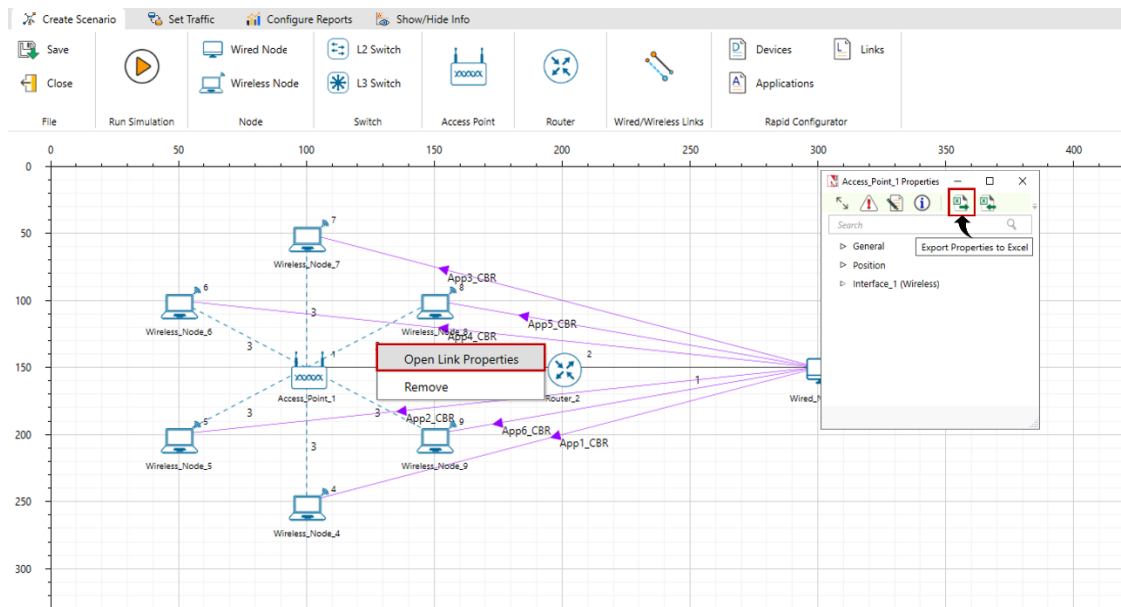 Create Scenario
Set Traffic
Configure Reports
Show/Hide Info
Save
Close
File
Run Simulation
Wired Node
Wireless Node
Node
L2 Switch
L3 Switch
Switch
Access Point
Router
Wired/Wireless Links
D
Devices
L
Links
A
Applications
Rapid Configurator
0 50 100 150 200 250 300 350 400
0
50
100
150
200
250
300
Access_Point_1 Properties
Search
General
Export Properties to Excel
Position
Interface_1 (Wireless)
7
Wireless_Node_7
App3_CBR
6
8
Wireless_Node_6
3
App5_CBR
App4_CBR
3
1
2
Open Link Properties
Remove
Access_Point_1
Router_2
1
3
3
5
App2_CBR
9
App6_CBR
App1_CBR
Wireless_Node_5
3
Wireless_Node_9
4
Wireless_Node_4